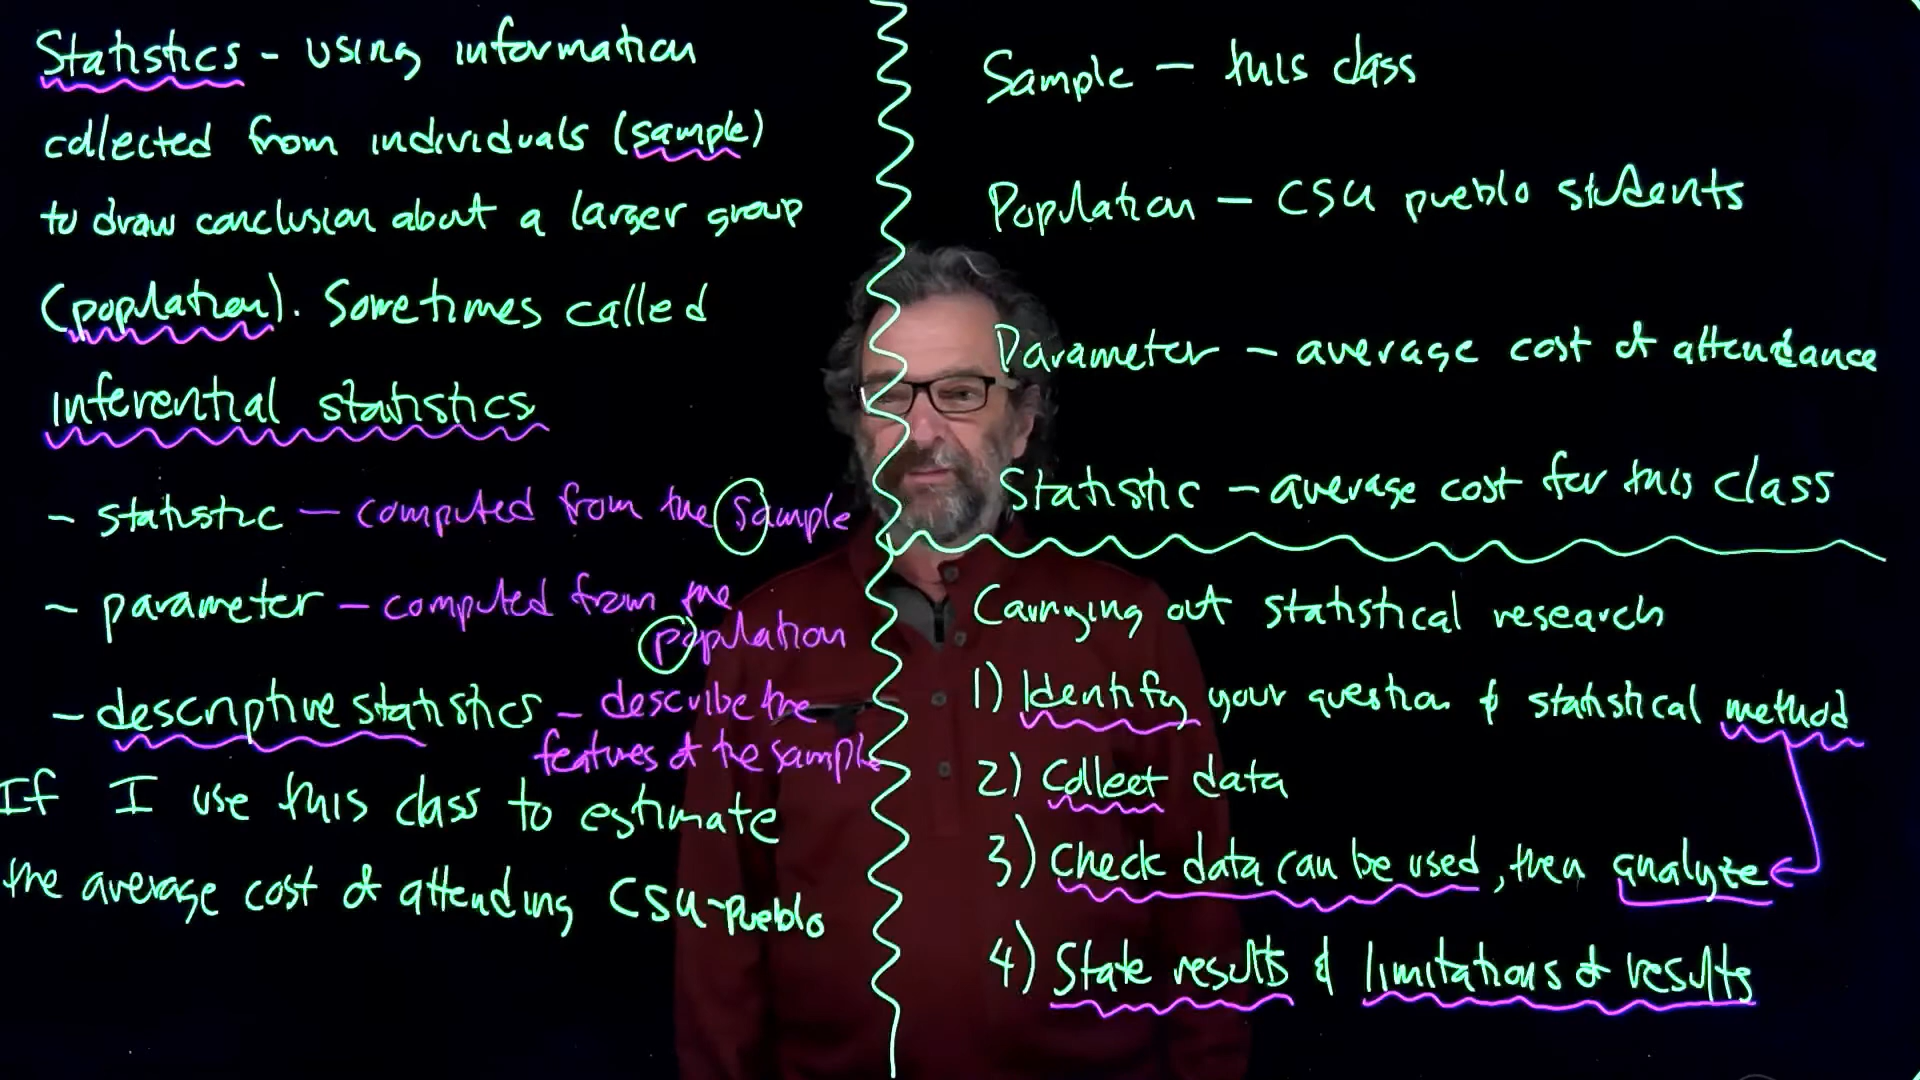 Statistics - using information
collected from individuals (sample)
to draw conclusion about a larger group
(population). Sometimes called
inferential statistics
- statistic - computed from the sample
- parameter - computed from the
population
- descriptive statistics - describe the
features of the sample
If I use this class to estimate
the average cost of attending CSU-Pueblo
Sample - this class
Population - CSU pueblo students
Parameter - average cost of attendance
Statistic - average cost for this class
Carrying out statistical research
1) Identify your question & statistical method
2) Collect data
3) Check data can be used, then analyze
4) State results & limitations of results